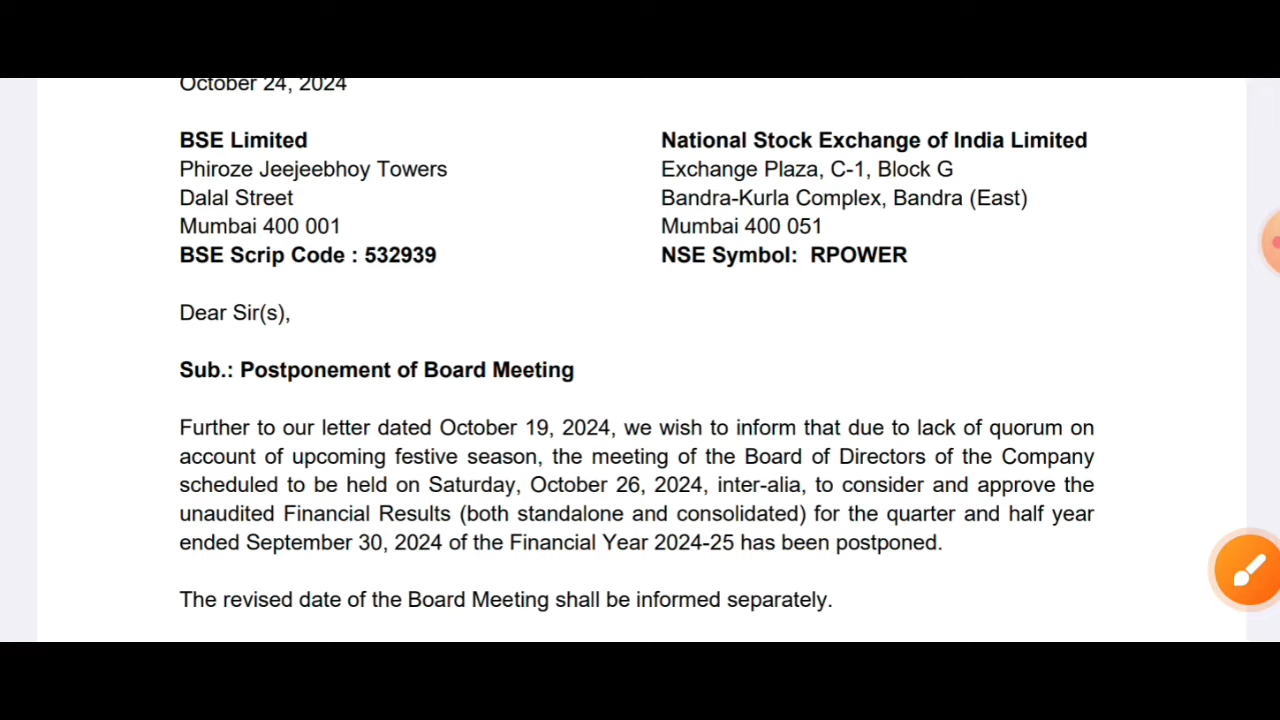 October 24, 2024
BSE Limited
Phiroze Jeejeebhoy Towers
Dalal Street
Mumbai 400 001
BSE Scrip Code : 532939
National Stock Exchange of India Limited
Exchange Plaza, C-1, Block G
Bandra-Kurla Complex, Bandra (East)
Mumbai 400 051
NSE Symbol: RPOWER
Dear Sir(s),
Sub.: Postponement of Board Meeting
Further to our letter dated October 19, 2024, we wish to inform that due to lack of quorum on
account of upcoming festive season, the meeting of the Board of Directors of the Company
scheduled to be held on Saturday, October 26, 2024, inter-alia, to consider and approve the
unaudited Financial Results (both standalone and consolidated) for the quarter and half year
ended September 30, 2024 of the Financial Year 2024-25 has been postponed.
The revised date of the Board Meeting shall be informed separately.